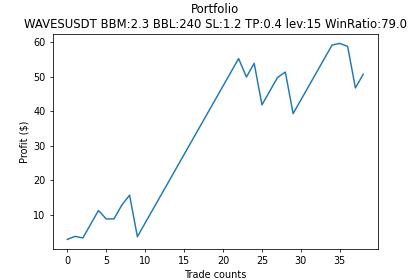 Portfolio
WAVESUSDT BBM:2.3 BBL:240 SL:1.2 TP:0.4 lev:15 WinRatio:79.0
60
50
40
30
20
10
Profit ($)
0 5 10 15 20 25 30 35
Trade counts